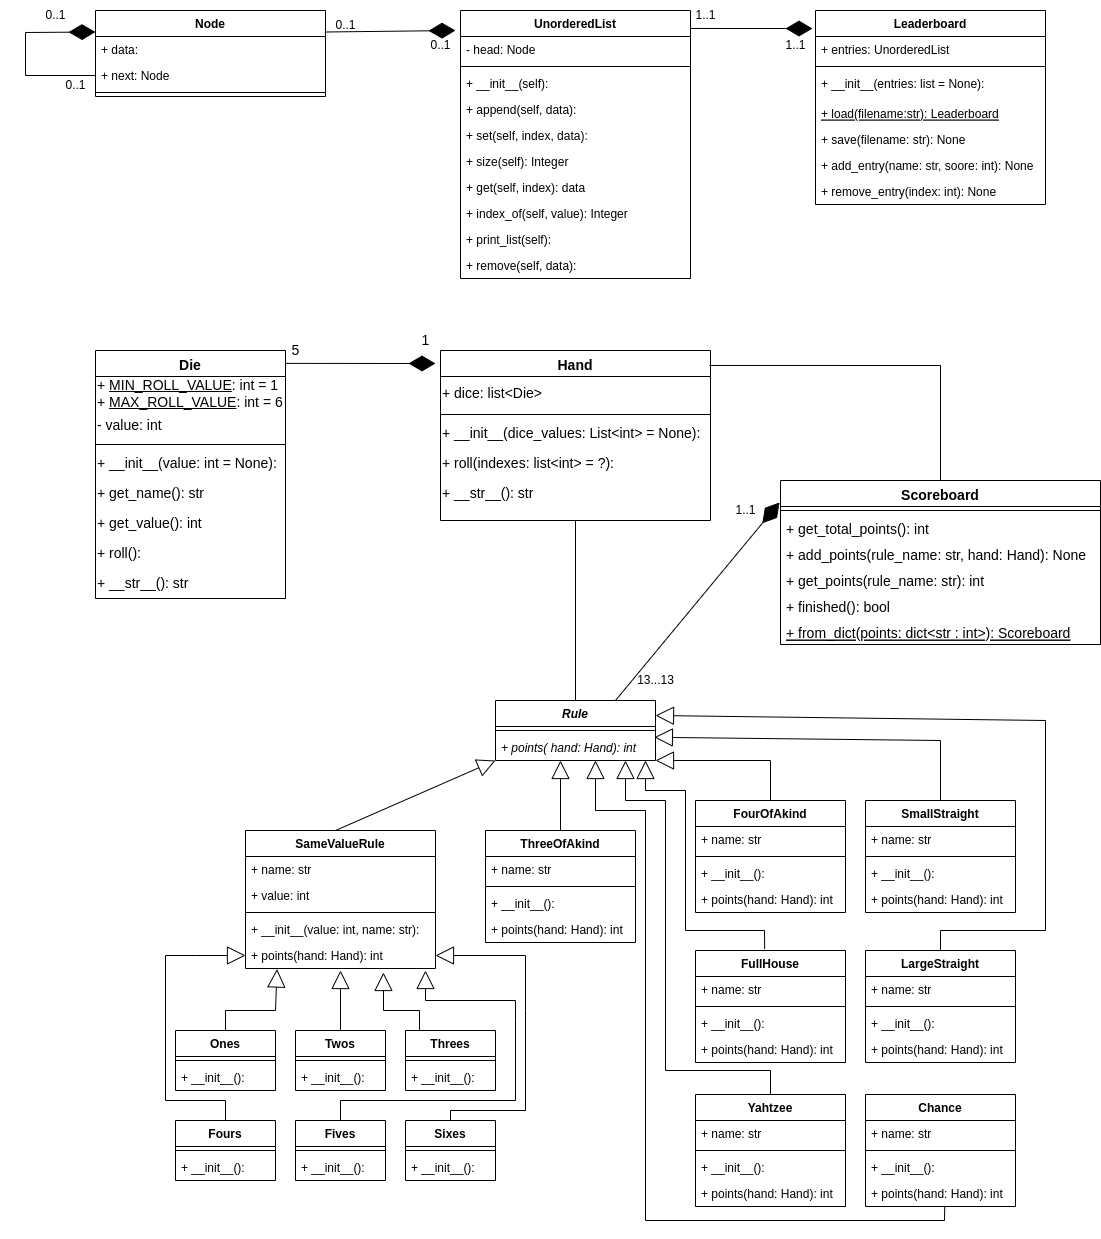 0..1
0..1
Node
+ data:
+ next: Node
0..1
0..1
UnorderedList
- head: Node
+ __init__(self):
+ append(self, data):
+ set(self, index, data):
+ size(self): Integer
+ get(self, index): data
+ index_of(self, value): Integer
+ print_list(self):
+ remove(self, data):
1..1
1..1
Leaderboard
+ entries: UnorderedList
+ __init__(entries: list = None):
+ load(filename:str): Leaderboard
+ save(filename: str): None
+ add_entry(name: str, soore: int): None
+ remove_entry(index: int): None
Die
+ MIN_ROLL_VALUE: int = 1
+ MAX_ROLL_VALUE: int = 6
- value: int
+ __init__(value: int = None):
+ get_name(): str
+ get_value(): int
+ roll():
+ __str__(): str
5
1
Hand
+ dice: list<Die>
+ __init__(dice_values: List<int> = None):
+ roll(indexes: list<int> = ?):
+ __str__(): str
Scoreboard
+ get_total_points(): int
+ add_points(rule_name: str, hand: Hand): None
+ get_points(rule_name: str): int
+ finished(): bool
+ from_dict(points: dict<str : int>): Scoreboard
1..1
13...13
Rule
+ points( hand: Hand): int
SameValueRule
+ name: str
+ value: int
+ __init__(value: int, name: str):
+ points(hand: Hand): int
ThreeOfAkind
+ name: str
+ __init__():
+ points(hand: Hand): int
FourOfAkind
+ name: str
+ __init__():
+ points(hand: Hand): int
SmallStraight
+ name: str
+ __init__():
+ points(hand: Hand): int
FullHouse
+ name: str
+ __init__():
+ points(hand: Hand): int
LargeStraight
+ name: str
+ __init__():
+ points(hand: Hand): int
Ones
+ __init__():
Twos
+ __init__():
Threes
+ __init__():
Fours
+ __init__():
Fives
+ __init__():
Sixes
+ __init__():
Yahtzee
+ name: str
+ __init__():
+ points(hand: Hand): int
Chance
+ name: str
+ __init__():
+ points(hand: Hand): int